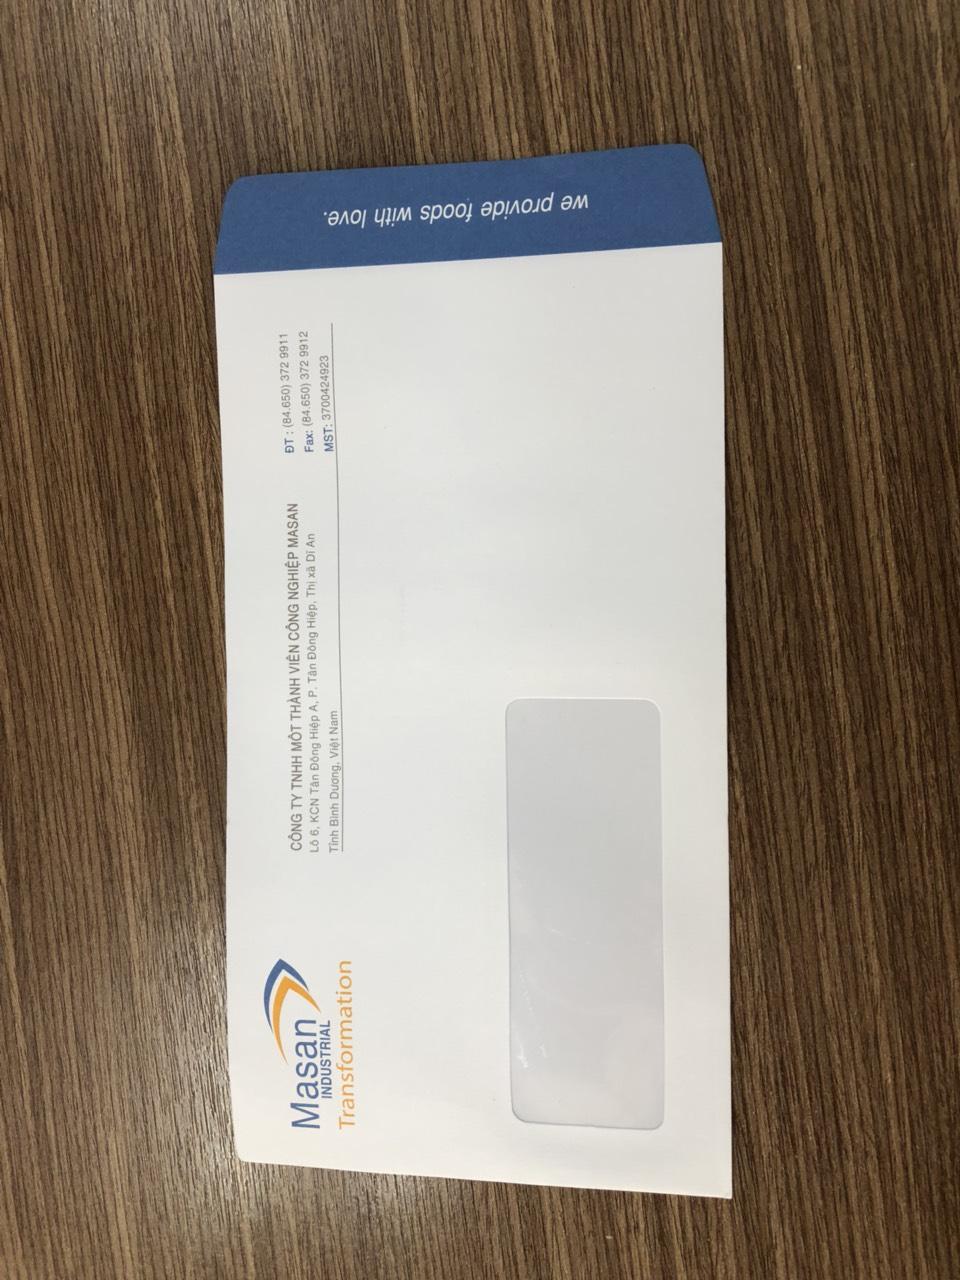 Masan
INDUSTRIAL
Transformation
CÔNG TY TNHH MỘT THÀNH VIÊN CÔNG NGHIỆP MASAN
Lô 6, KCN Tân Đông Hiệp A, P. Tân Đông Hiệp, Thị xã Dĩ An
Tỉnh Bình Dương, Việt Nam
ĐT : (84.650) 372 9911
Fax: (84.650) 372 9912
MST: 3700424923
we provide foods with love.